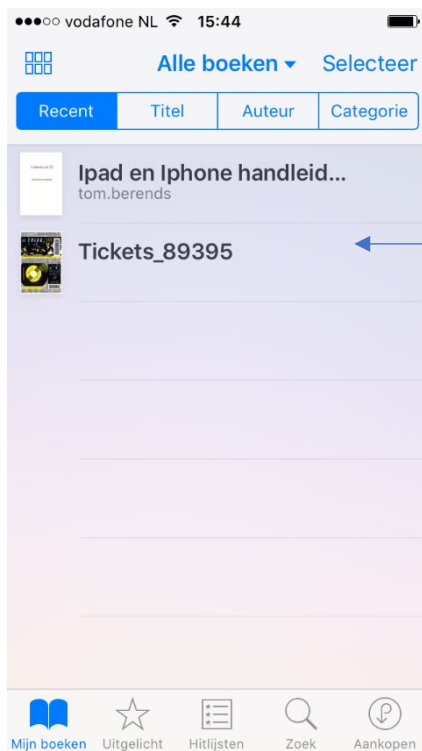 vodafone NL 15:44
Alle boeken Selecteer
Recent Titel Auteur Categorie
Ipad en Iphone handleid...
tom.berends
Tickets_89395
Mijn boeken Uitgelicht Hitlijsten Zoek Aankopen